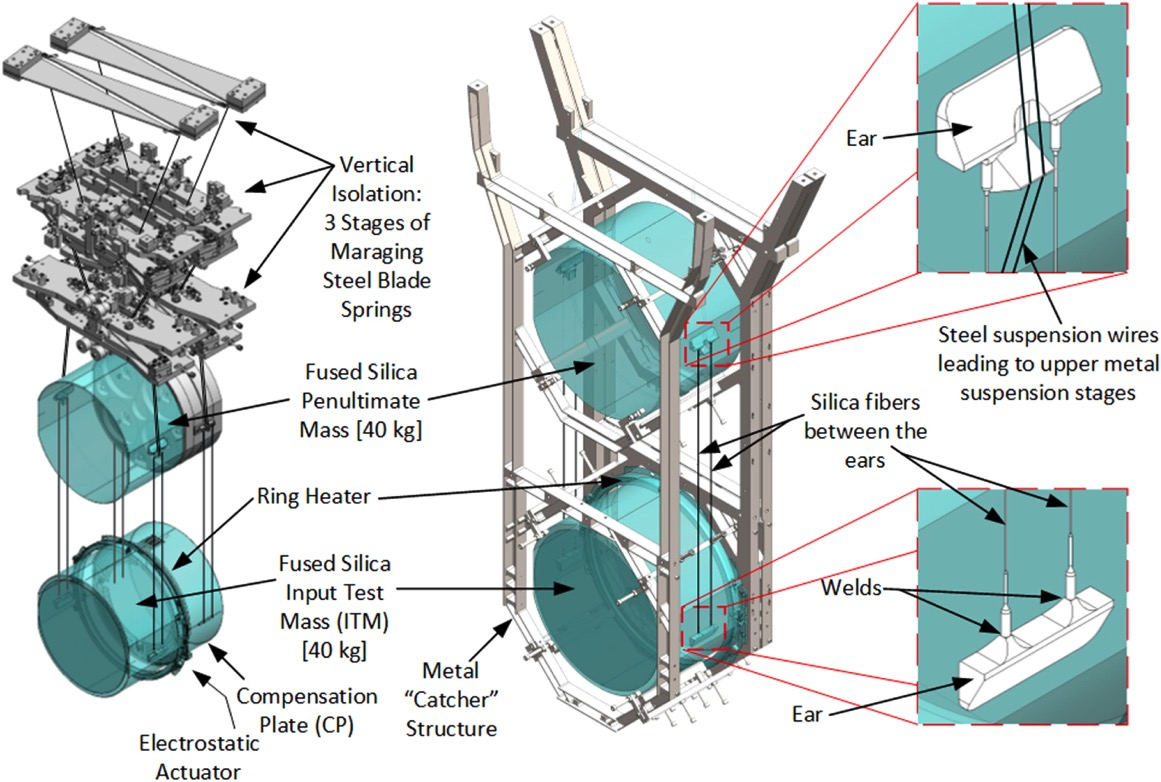 Vertical
Isolation:
3 Stages of
Maraging
Steel Blade
Springs
Fused Silica
Penultimate
Mass [40 kg]
Ring Heater
Fused Silica
Input Test
Mass (ITM)
[40 kg]
Compensation
Plate (CP)
Electrostatic
Actuator
Metal
“Catcher”
Structure
Ear
Steel suspension wires
leading to upper metal
suspension stages
Silica fibers
between the
ears
Welds
Ear